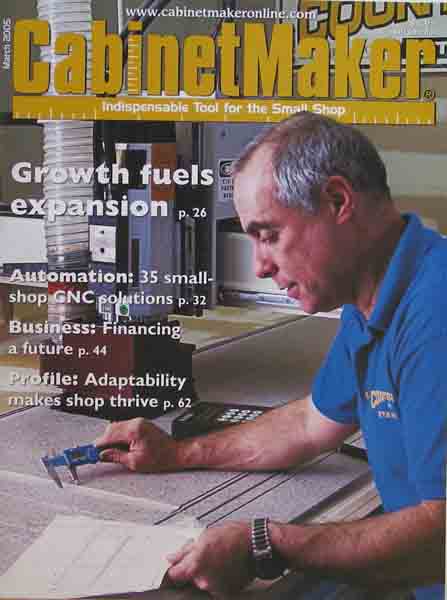 www.cabinetmakeronline.com
March 2005
CabinetMaker®
Indispensable Tool for the Small Shop
Growth fuels
expansion p. 26
Automation: 35 small-
shop CNC solutions p. 32
Business: Financing
a future p. 44
Profile: Adaptability
makes shop thrive p. 62